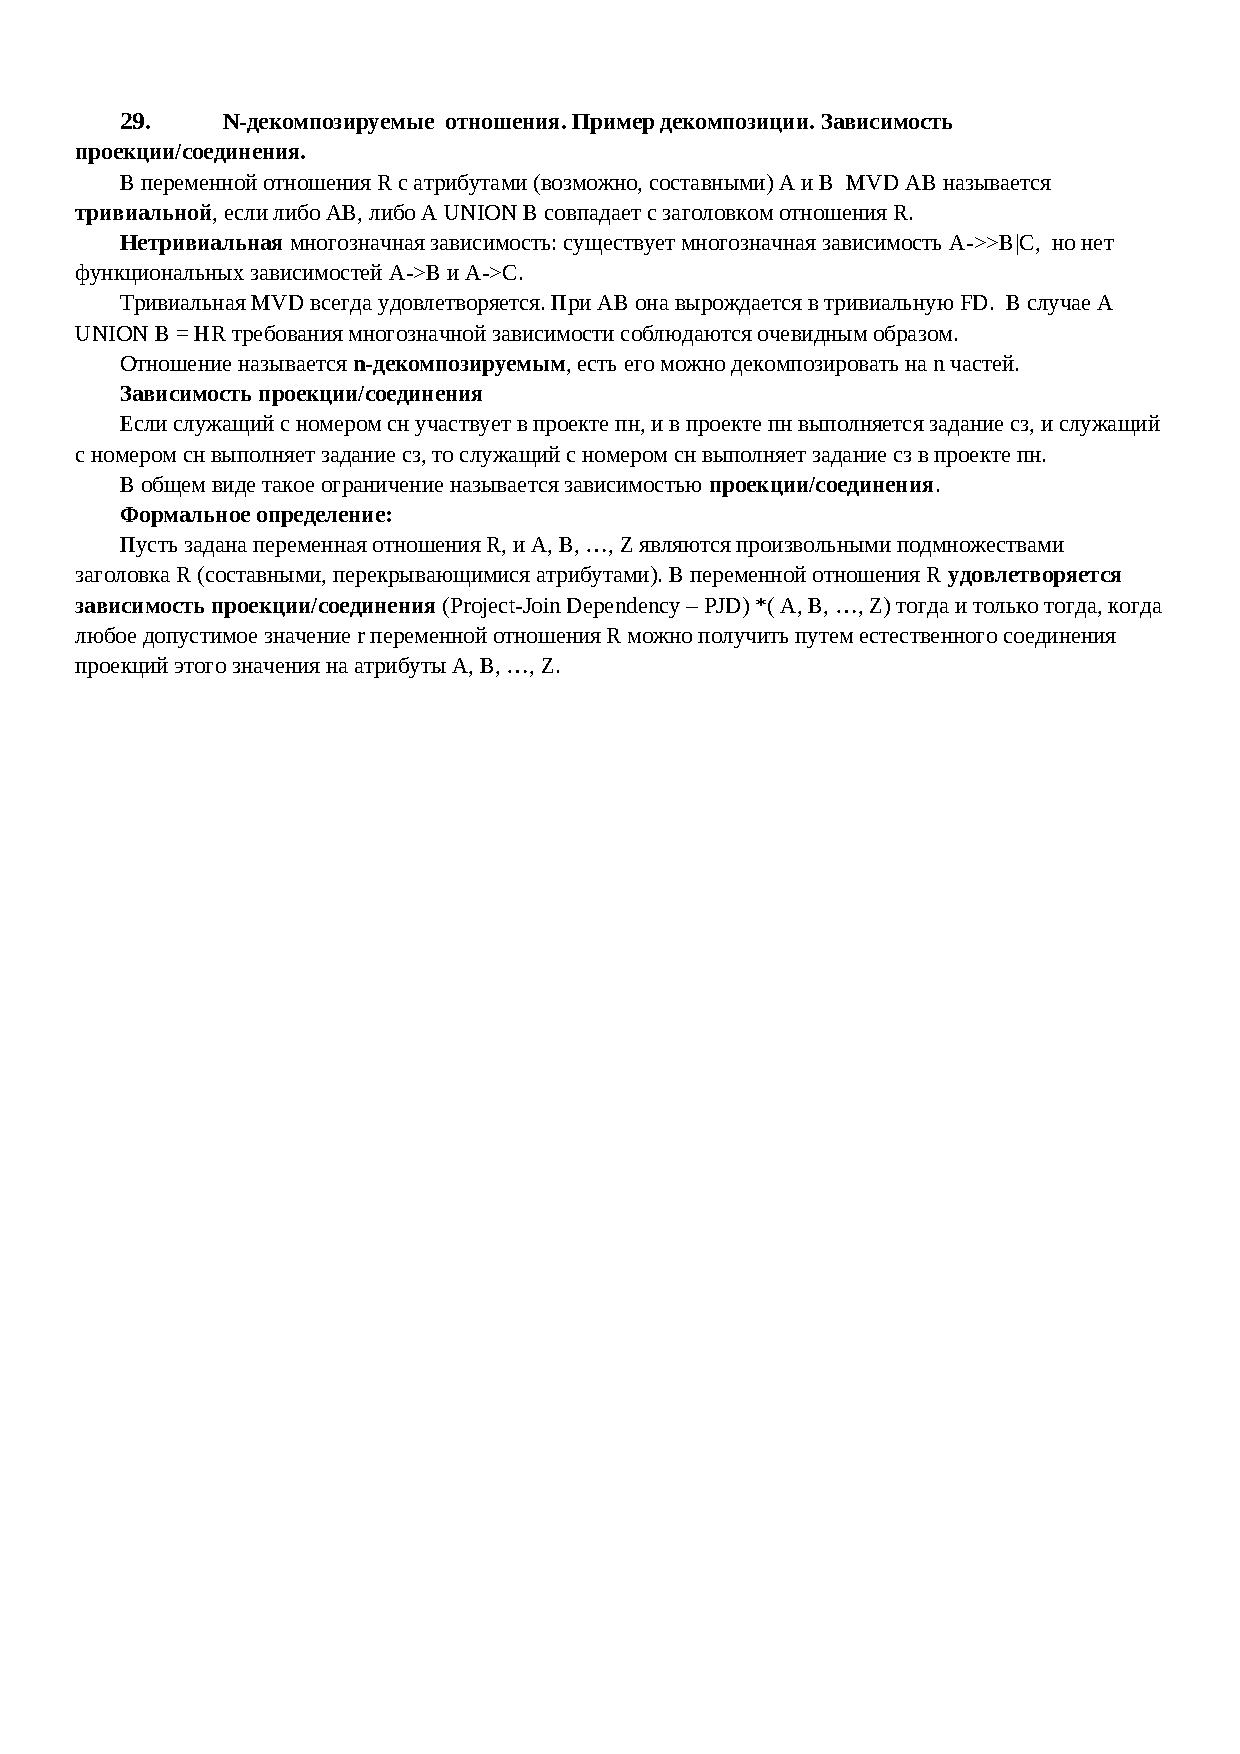 29. N-декомпозируемые отношения. Пример декомпозиции. Зависимость
проекции/соединения.
В переменной отношения R с атрибутами (возможно, составными) A и B MVD AB называется
тривиальной, если либо AB, либо A UNION B совпадает с заголовком отношения R.
Нетривиальная многозначная зависимость: существует многозначная зависимость A->>B|C, но нет
функциональных зависимостей A->B и A->C.
Тривиальная MVD всегда удовлетворяется. При AB она вырождается в тривиальную FD. В случае A
UNION B = HR требования многозначной зависимости соблюдаются очевидным образом.
Отношение называется n-декомпозируемым, есть его можно декомпозировать на n частей.
Зависимость проекции/соединения
Если служащий с номером сн участвует в проекте пн, и в проекте пн выполняется задание сз, и служащий
с номером сн выполняет задание сз, то служащий с номером сн выполняет задание сз в проекте пн.
В общем виде такое ограничение называется зависимостью проекции/соединения.
Формальное определение:
Пусть задана переменная отношения R, и A, B, …, Z являются произвольными подмножествами
заголовка R (составными, перекрывающимися атрибутами). В переменной отношения R удовлетворяется
зависимость проекции/соединения (Project-Join Dependency – PJD) *( A, B, …, Z) тогда и только тогда, когда
любое допустимое значение r переменной отношения R можно получить путем естественного соединения
проекций этого значения на атрибуты A, B, …, Z.